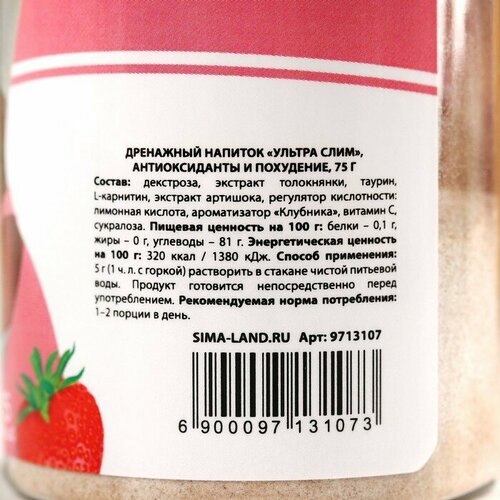 ДРЕНАЖНЫЙ НАПИТОК «УЛЬТРА СЛИМ»,
АНТИОКСИДАНТЫ И ПОХУДЕНИЕ, 75 Г
Состав: декстроза, экстракт толокнянки, таурин,
L-карнитин, экстракт артишока, регулятор кислотности:
лимонная кислота, ароматизатор «Клубника», витамин С,
сукралоза. Пищевая ценность на 100 г: белки – 0,1 г,
жиры – 0 г, углеводы – 81 г. Энергетическая ценность
на 100 г: 320 ккал / 1380 кДж. Способ применения:
5 г (1 ч. л. с горкой) растворить в стакане чистой питьевой
воды. Продукт готовится непосредственно перед
употреблением. Рекомендуемая норма потребления:
1–2 порции в день.
SIMA-LAND.RU Арт: 9713107
6 900097 131073